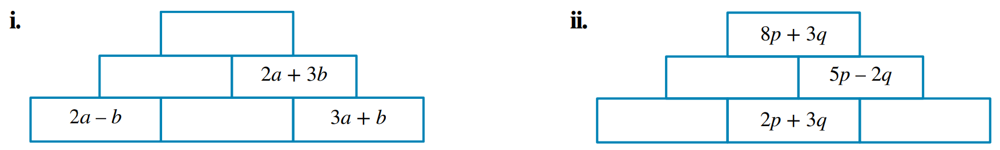 i.
2a + 3b
2a – b
3a + b
ii.
8p + 3q
5p – 2q
2p + 3q